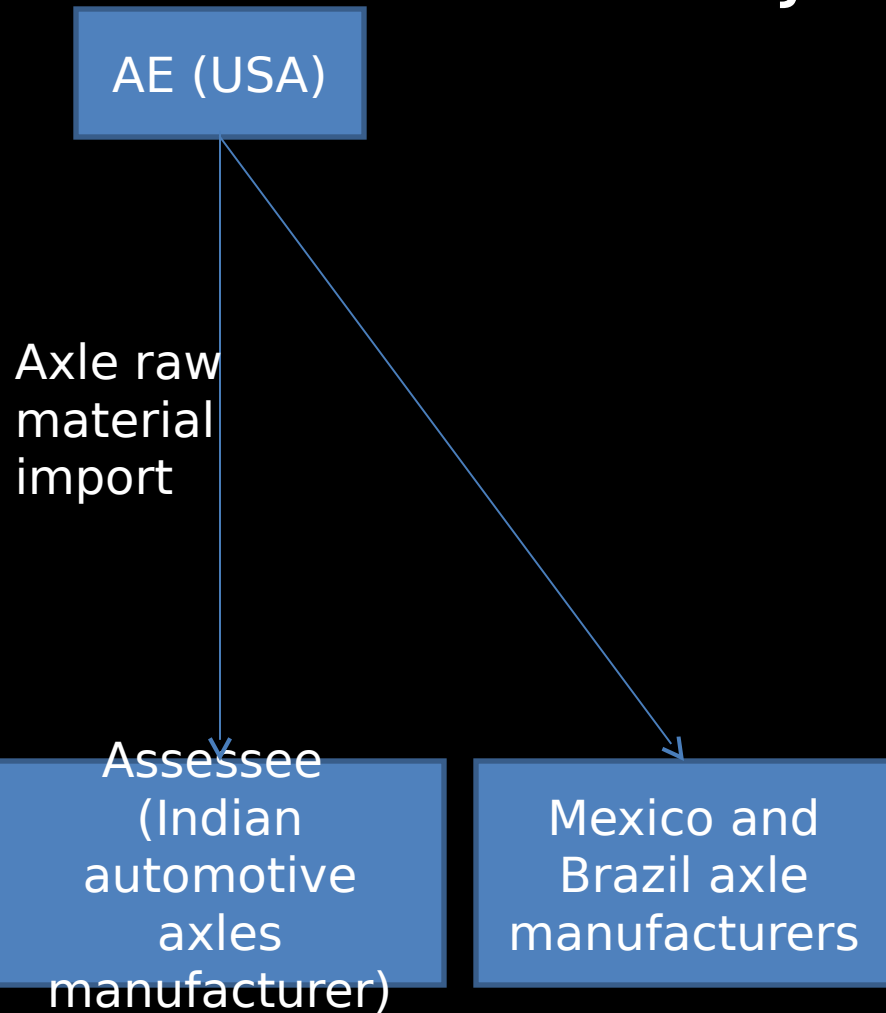 AE (USA)
Axle raw
material
import
Assessee
(Indian
automotive
axles
manufacturer)
Mexico and
Brazil axle
manufacturers